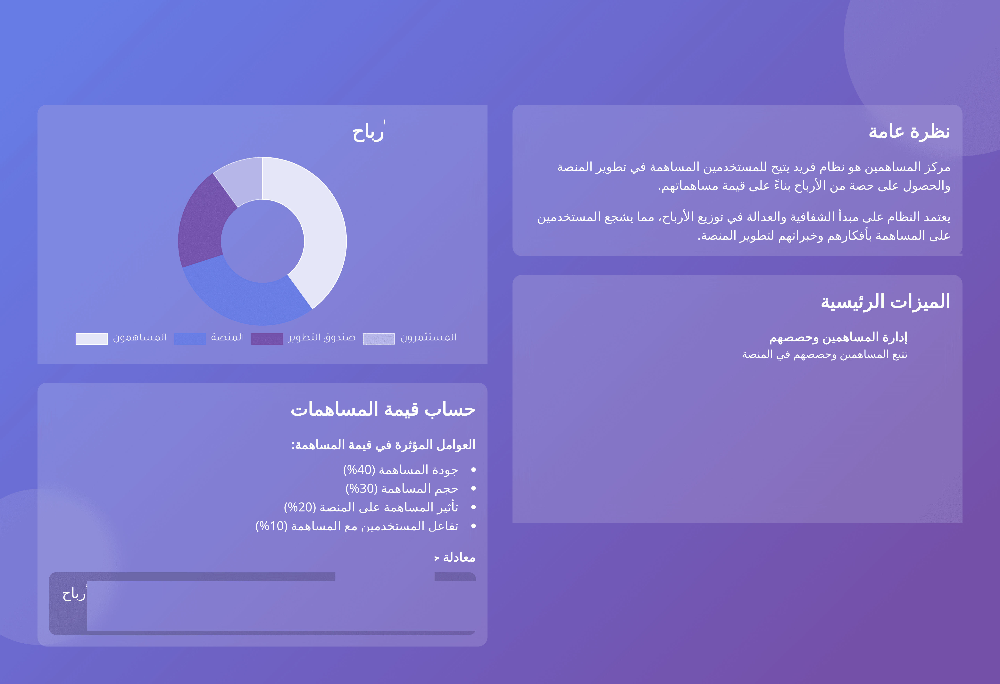 نظرة عامة
مركز المساهمين هو نظام فريد يتيح للمستخدمين المساهمة في تطوير المنصة
والحصول على حصة من الأرباح بناءً على قيمة مساهماتهم.
يعتمد النظام على مبدأ الشفافية والعدالة في توزيع الأرباح، مما يشجع المستخدمين
على المساهمة بأفكارهم وخبراتهم لتطوير المنصة.
الميزات الرئيسية
إدارة المساهمين وحصصهم
تتبع المساهمين وحصصهم في المنصة
المستثمرون
صندوق التطوير
المنصة
المساهمون
حساب قيمة المساهمات
العوامل المؤثرة في قيمة المساهمة:
• جودة المساهمة (40%)
• حجم المساهمة (30%)
• تأثير المساهمة على المنصة (20%)
• تفاعل المستخدمين مع المساهمة (10%)
معادلة